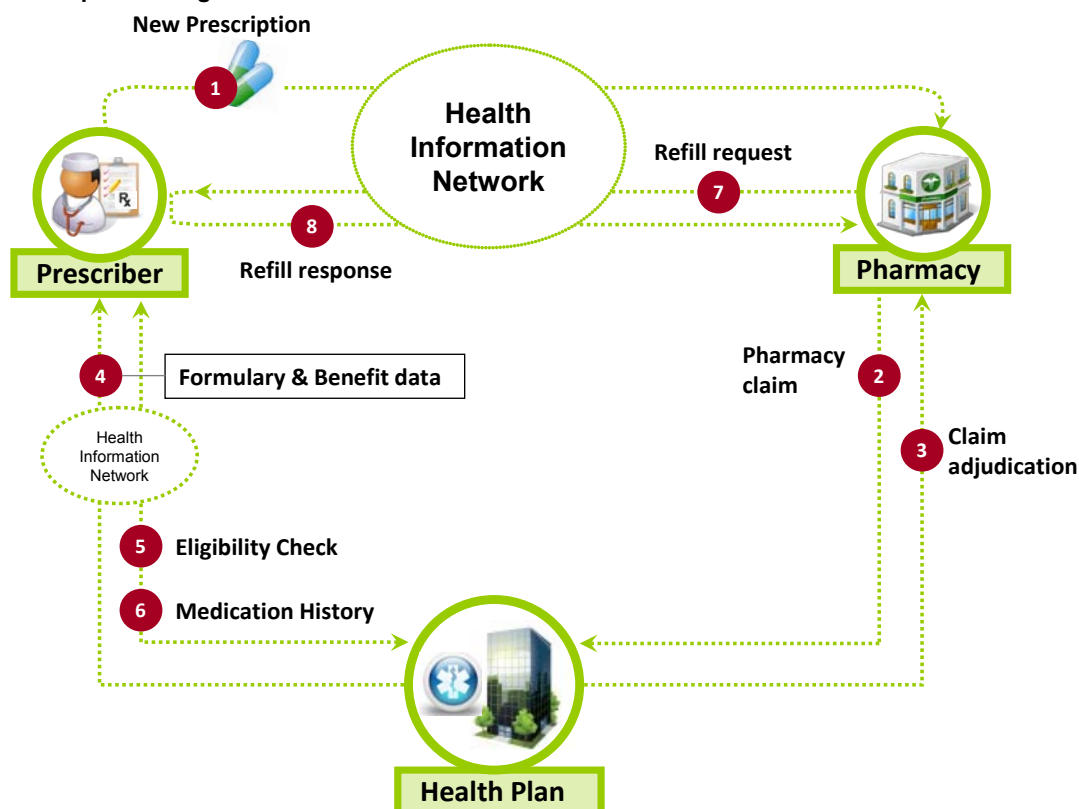 New Prescription
1
Health
Information
Network
Refill request
7
8
Refill response
Rx
Prescriber
Pharmacy
4
Formulary & Benefit data
Pharmacy
claim
2
Health
Information
Network
3
Claim
adjudication
5
Eligibility Check
6
Medication History
Health Plan